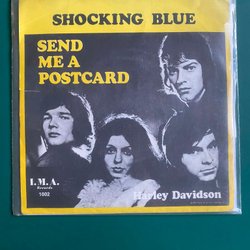 SHOCKING BLUE
SEND
ME A
POSTCARD
I.M.A.
Records
1002
Harley Davidson